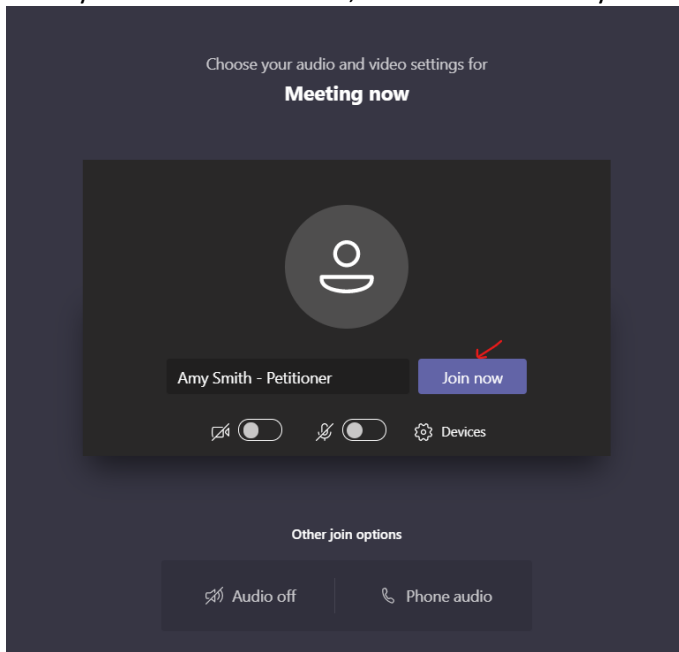 Choose your audio and video settings for
Meeting now
Amy Smith - Petitioner
Join now
Devices
Other join options
Audio off
Phone audio